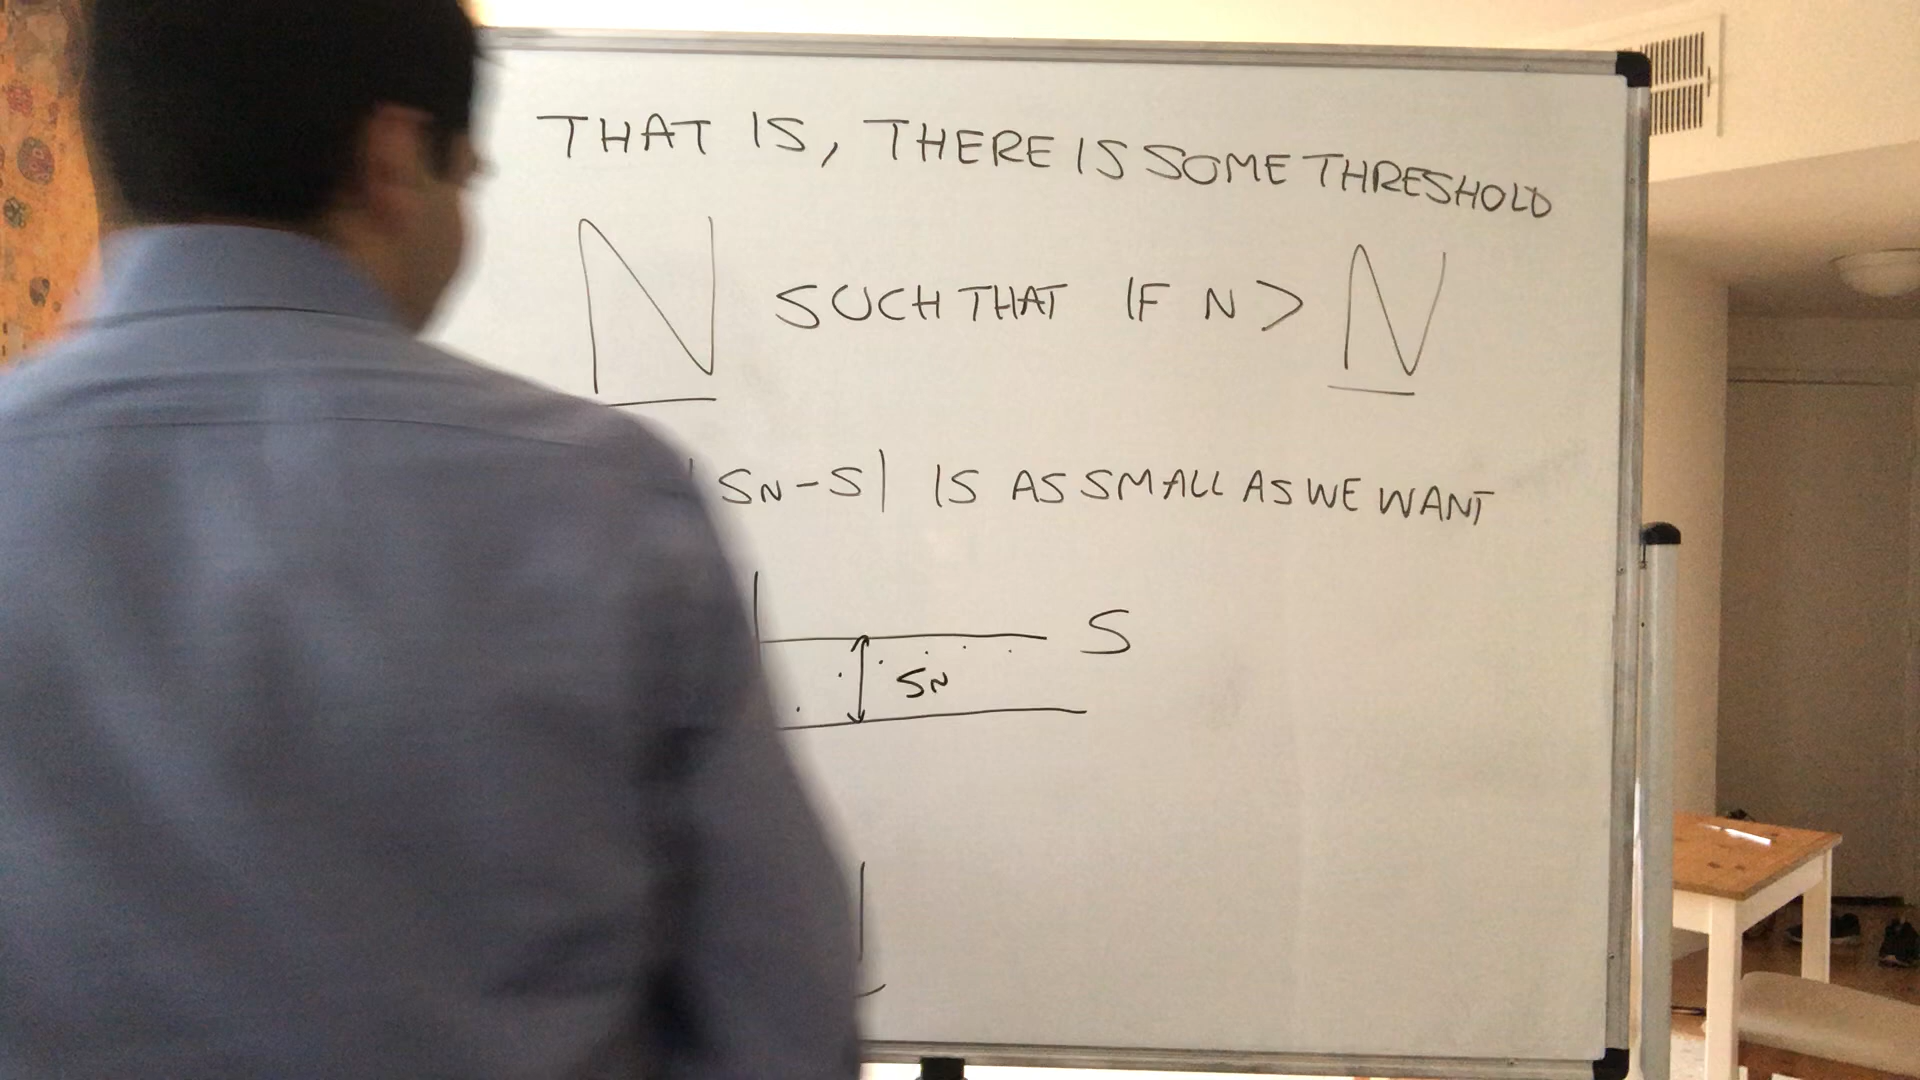 THAT IS, THERE IS SOME THRESHOLD
N SUCH THAT IF N > N
|SN-S| IS AS SMALL AS WE WANT
S
SN